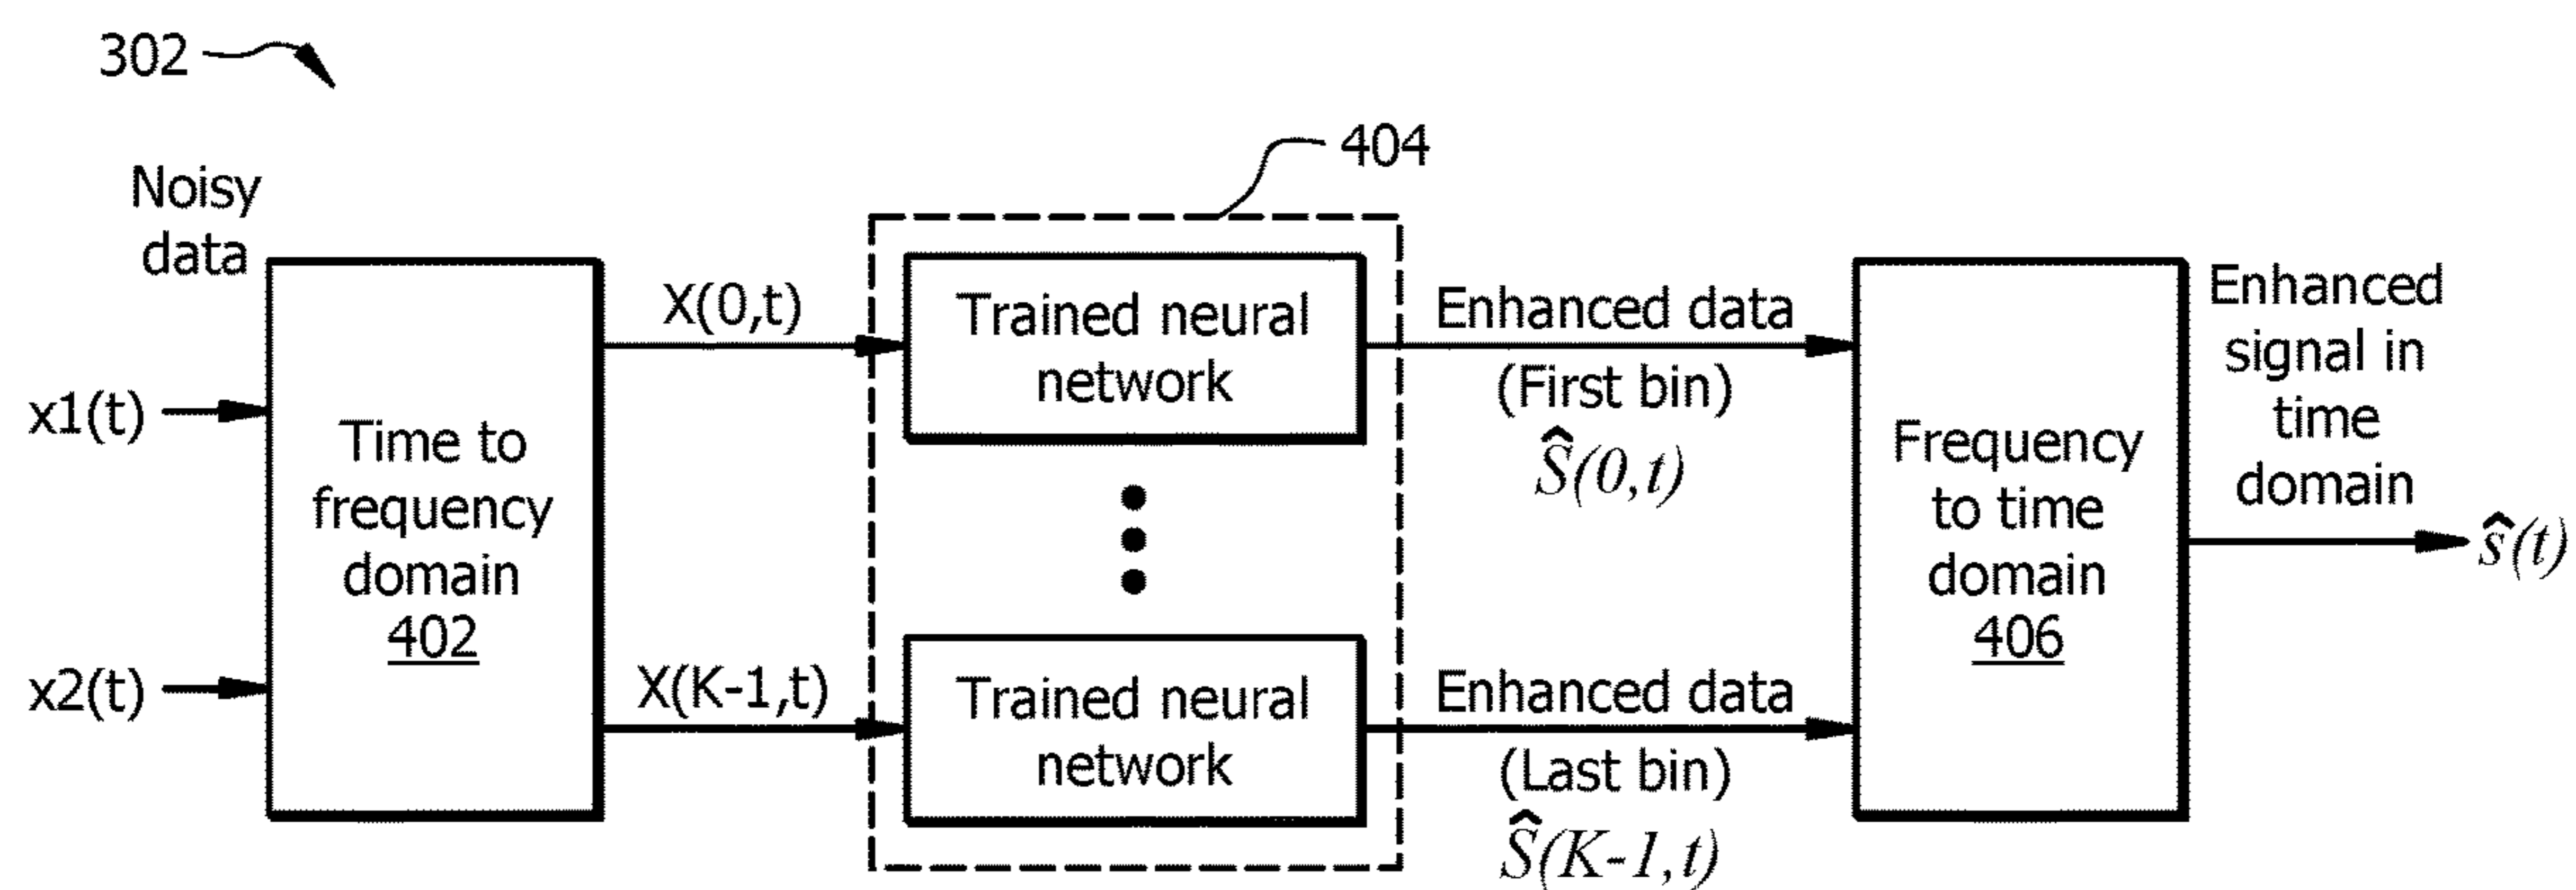 302
404
Noisy
data
x1(t)
x2(t)
Time to
frequency
domain
402
X(0,t)
X(K-1,t)
Trained neural
network
Trained neural
network
Enhanced data
(First bin)
Ŝ(0,t)
Enhanced data
(Last bin)
Ŝ(K-1,t)
Frequency
to time
domain
406
Enhanced
signal in
time
domain
ŝ(t)